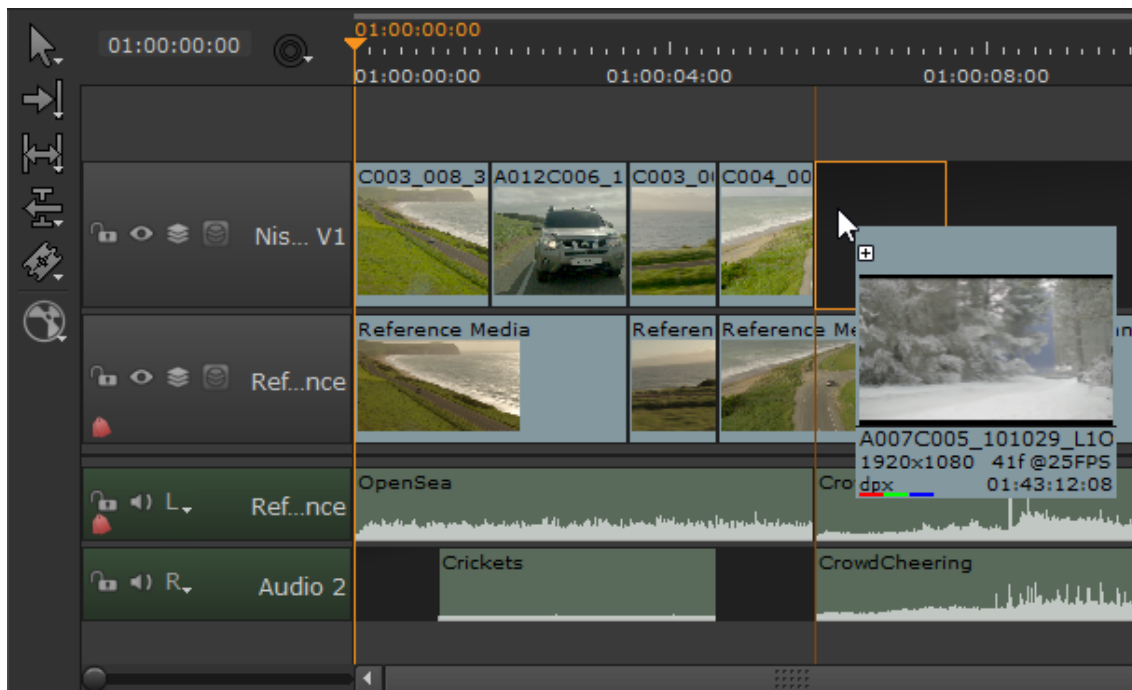 01:00:00:00
01:00:00:00
01:00:00:00 01:00:04:00 01:00:08:00
C003_008_3 A012C006_1 C003_00 C004_00
Nis... V1
Reference Media Referen Reference Me
Ref...nce
A007C005_101029_L1O
1920x1080 41f@25FPS
dpx 01:43:12:08
OpenSea Cro
L Ref...nce
Crickets CrowdCheering
R Audio 2